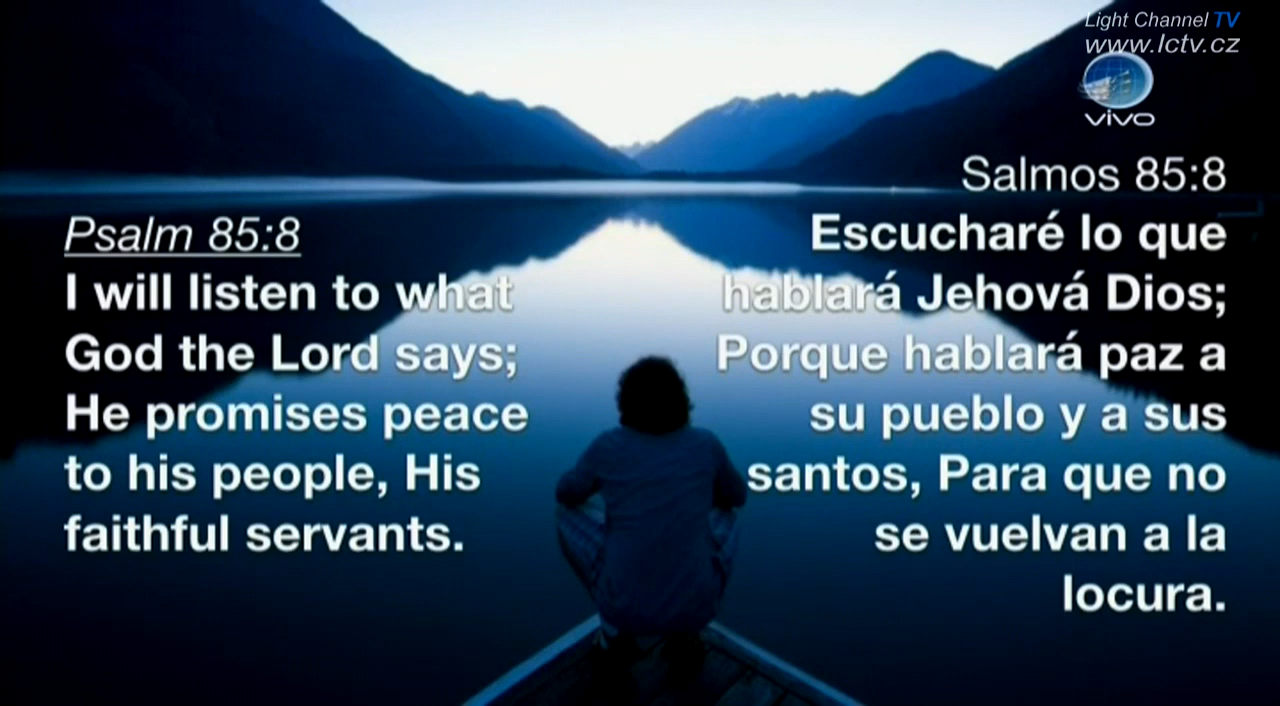 Light Channel TV
www.lctv.cz
vivo
Psalm 85:8
I will listen to what
God the Lord says;
He promises peace
to his people, His
faithful servants.
Salmos 85:8
Escucharé lo que
hablará Jehová Dios;
Porque hablará paz a
su pueblo y a sus
santos, Para que no
se vuelvan a la
locura.